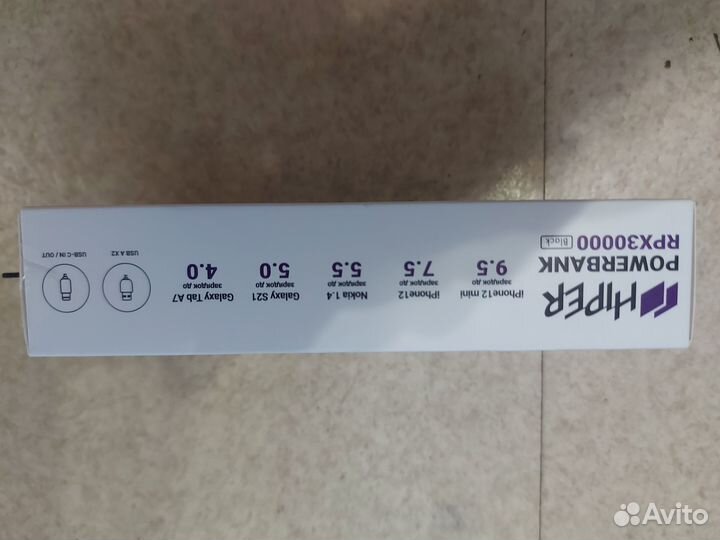 HIPER
POWERBANK
RPX30000 Black
iPhone12 mini
зарядок до
9.5
iPhone12
зарядок до
7.5
Nokia 1.4
зарядок до
5.5
Galaxy S21
зарядок до
5.0
Galaxy Tab A7
зарядок до
4.0
USB A X2
USB-C IN / OUT
Avito